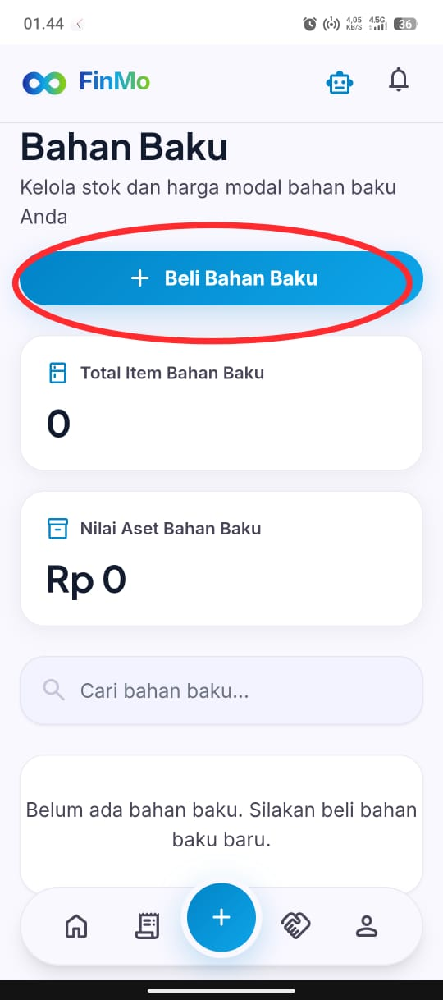 01.44
4,05 KB/S 4.5G 36
FinMo
Bahan Baku
Kelola stok dan harga modal bahan baku
Anda
+ Beli Bahan Baku
Total Item Bahan Baku
0
Nilai Aset Bahan Baku
Rp 0
Cari bahan baku...
Belum ada bahan baku. Silakan beli bahan
baku baru.
+